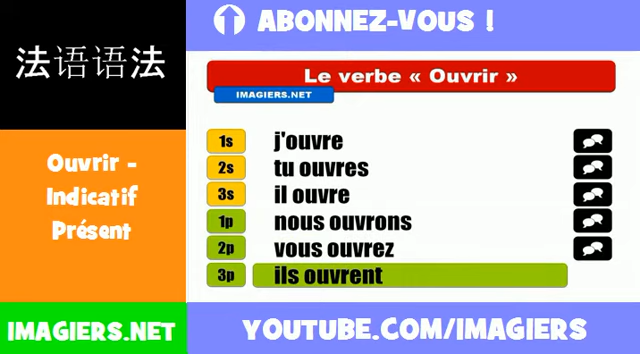 法语语法
Ouvrir -
Indicatif
Présent
IMAGIERS.NET
ABONNEZ-VOUS !
Le verbe « Ouvrir »
IMAGIERS.NET
1s j'ouvre
2s tu ouvres
3s il ouvre
1p nous ouvrons
2p vous ouvrez
3p ils ouvrent
YOUTUBE.COM/IMAGIERS